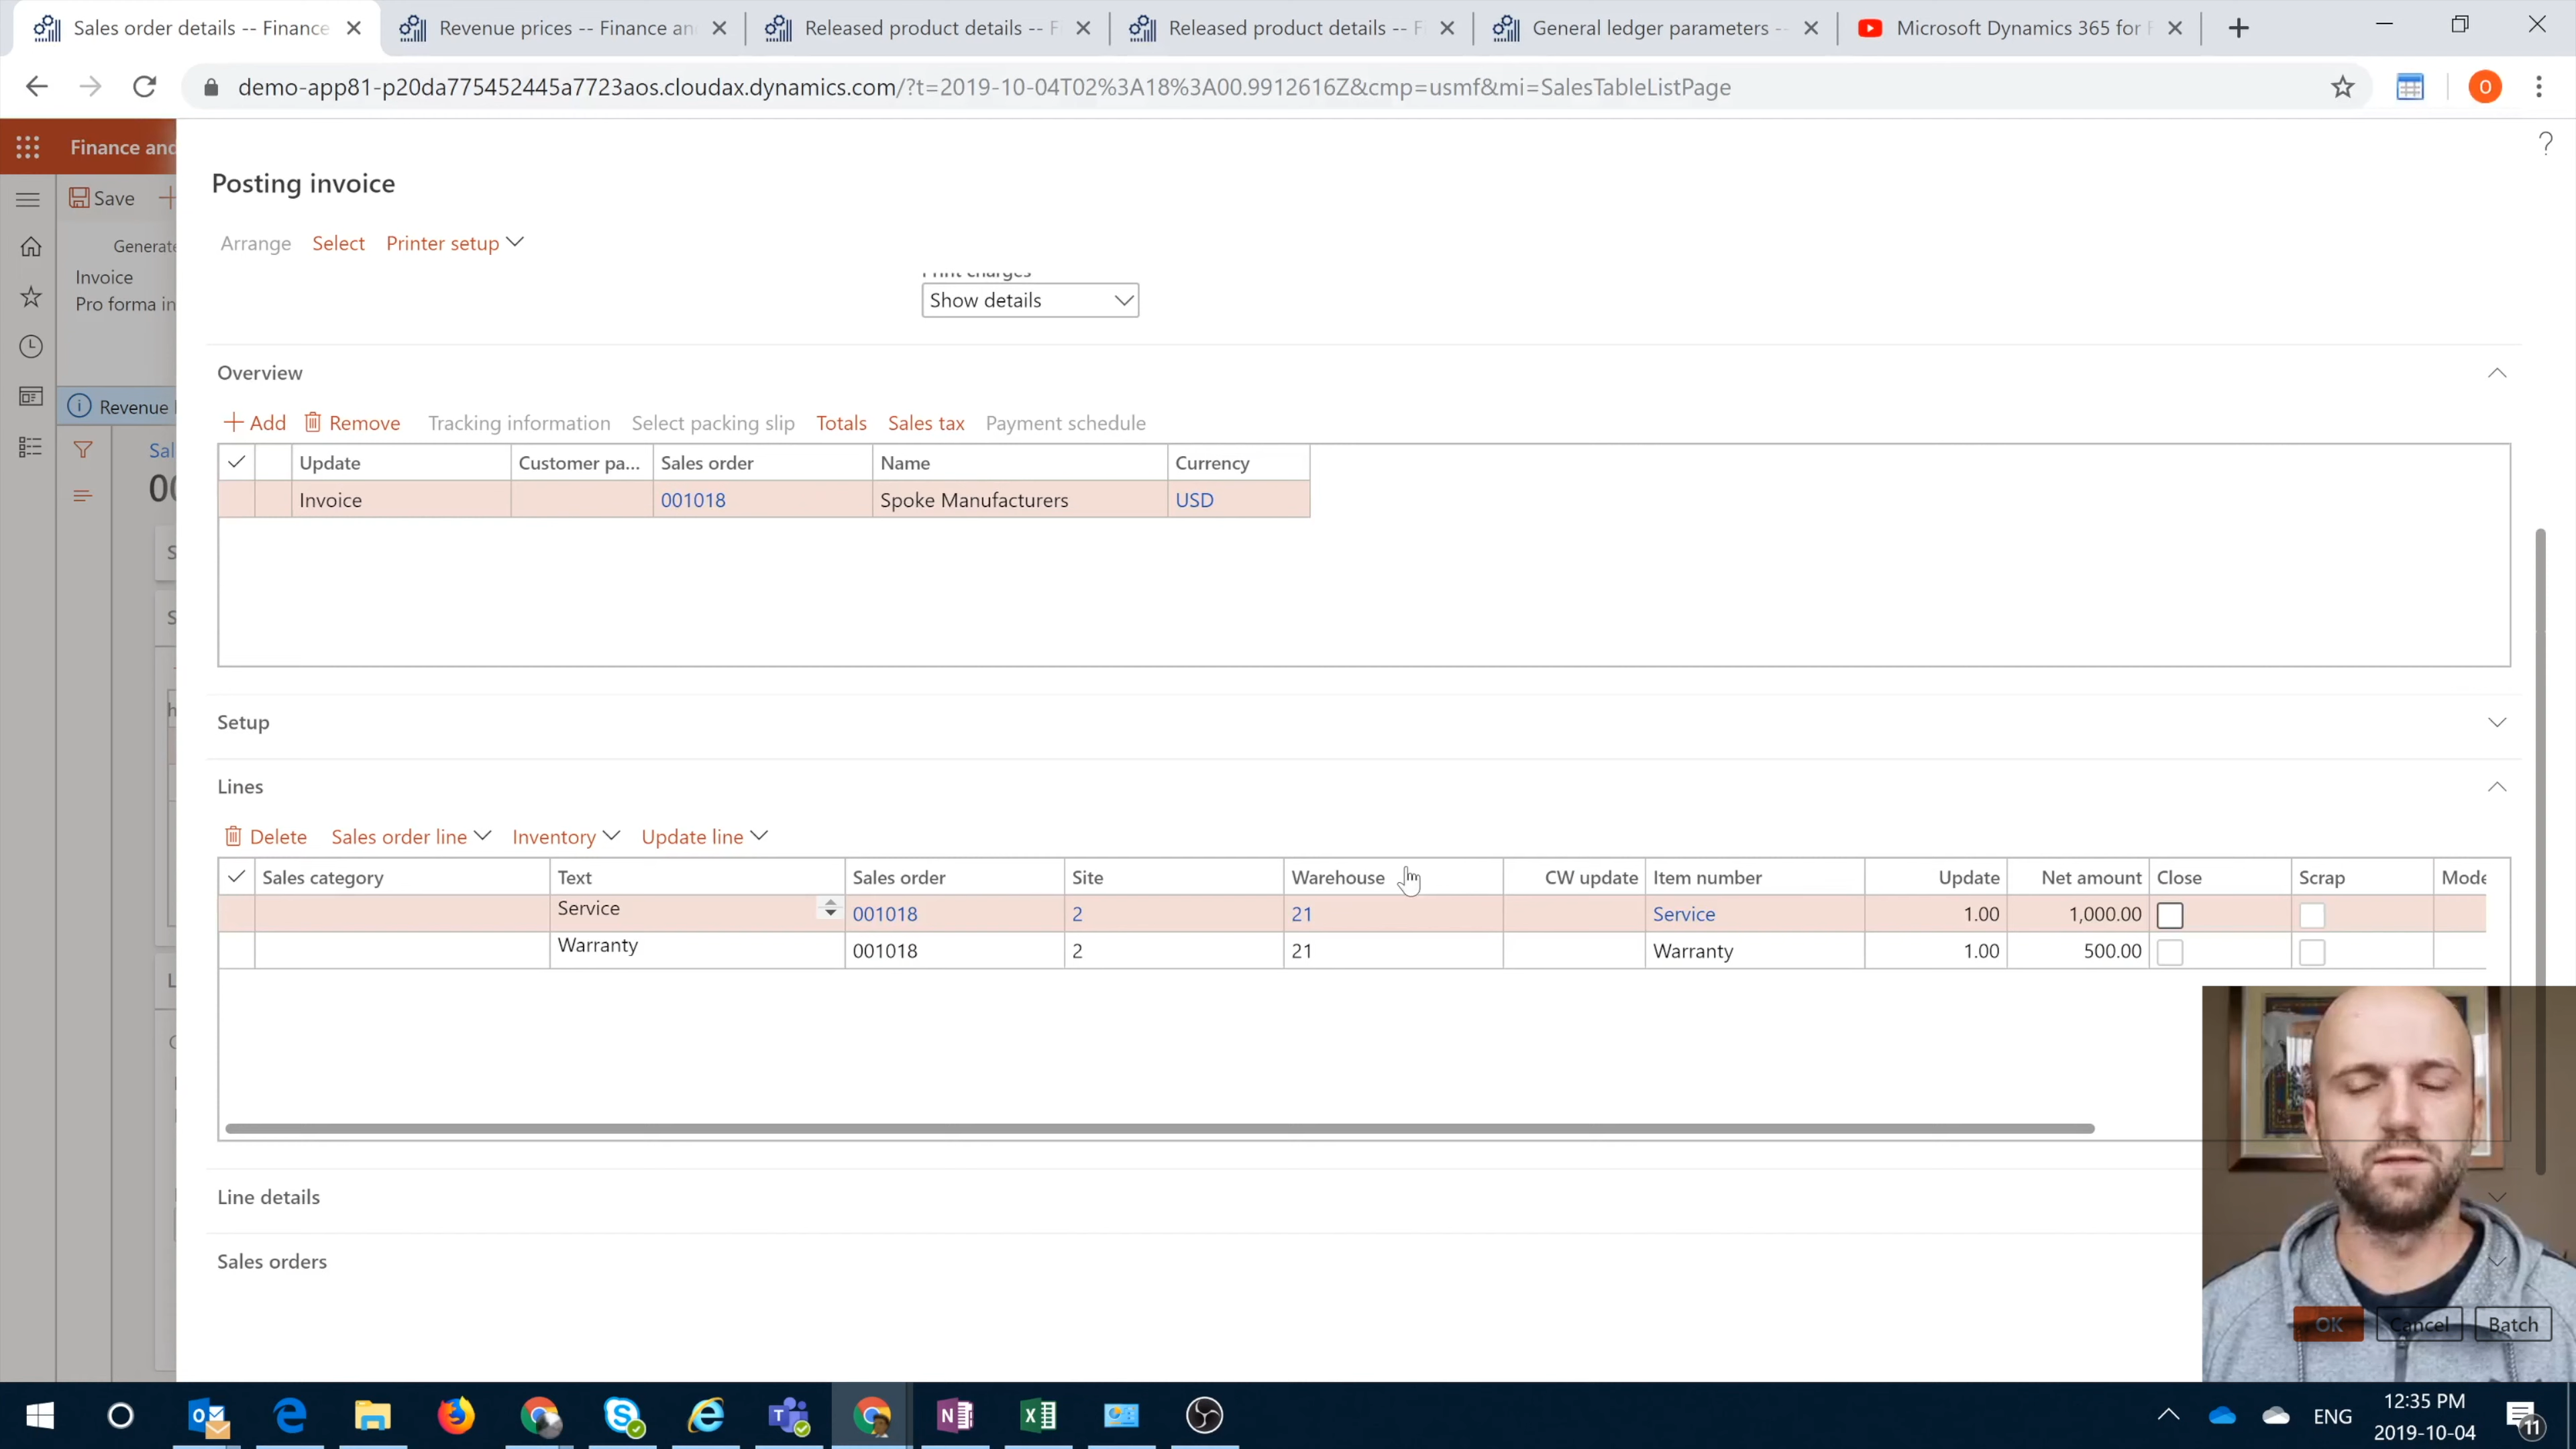 Sales order details -- Finance
Revenue prices -- Finance an
Released product details -- F
Released product details -- F
General ledger parameters --
Microsoft Dynamics 365 for F
demo-app81-p20da775452445a7723aos.cloudax.dynamics.com/?t=2019-10-04T02%3A18%3A00.9912616Z&cmp=usmf&mi=SalesTableListPage
O
Finance and
?
Posting invoice
Save
Arrange Select Printer setup
Generate
Invoice
Pro forma in
Print charges
Show details
Overview
Revenue
Add Remove Tracking information Select packing slip Totals Sales tax Payment schedule
Sal
Update Customer pa... Sales order Name Currency
Invoice 001018 Spoke Manufacturers USD
00
Setup
Lines
Delete Sales order line Inventory Update line
Sales category Text Sales order Site Warehouse CW update Item number Update Net amount Close Scrap Mode
Service 001018 2 21 Service 1.00 1,000.00
Warranty 001018 2 21 Warranty 1.00 500.00
Line details
Sales orders
OK Cancel Batch
12:35 PM
ENG
2019-10-04
11